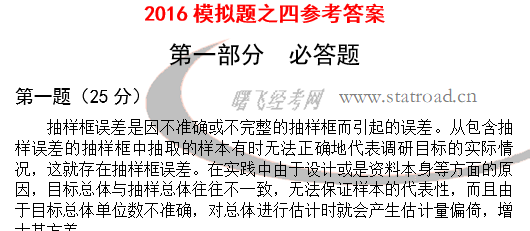 2016模拟题之四参考答案
第一部分 必答题
第一题（25分）
曙飞经考网 www.statroad.cn
抽样框误差是因不准确或不完整的抽样框而引起的误差。从包含抽
样误差的抽样框中抽取的样本有时无法正确地代表调研目标的实际情
况，这就存在抽样框误差。在实践中由于设计或是资料本身等方面的原
因，目标总体与抽样总体往往不一致，无法保证样本的代表性，而且由
于目标总体单位数不准确，对总体进行估计时就会产生估计量偏倚，增